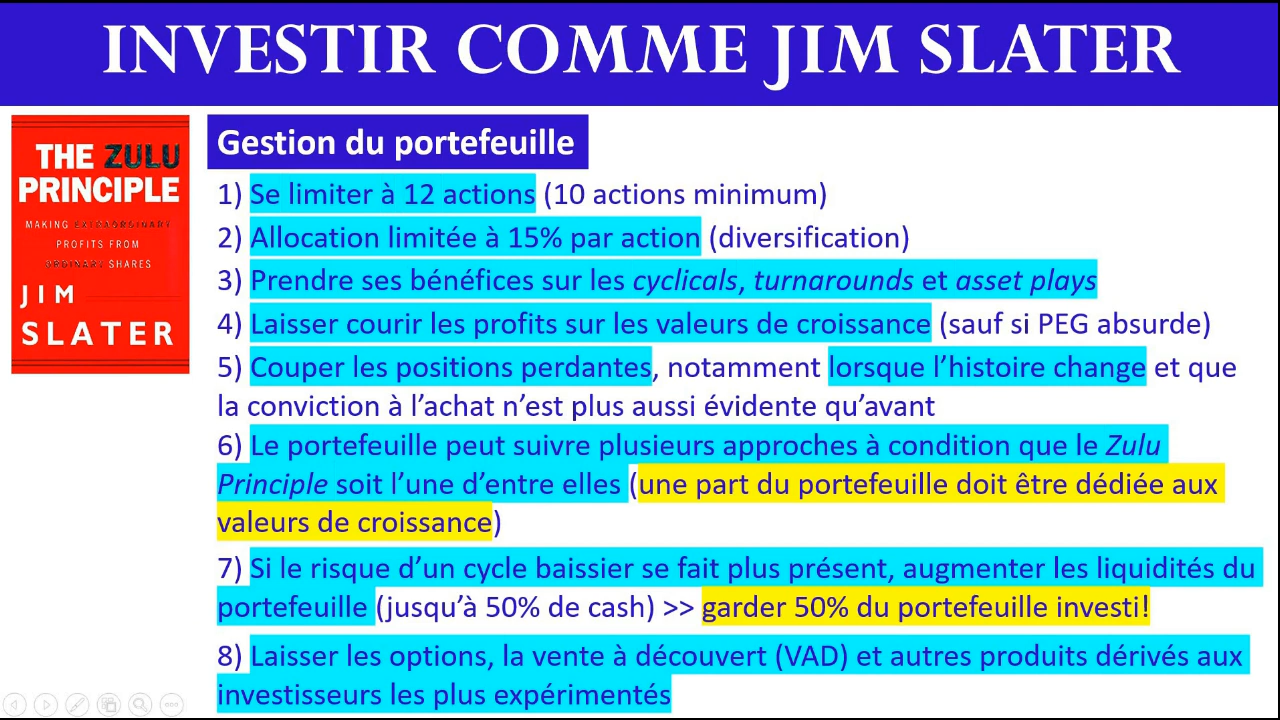 INVESTIR COMME JIM SLATER
THE ZULU
PRINCIPLE
MAKING EXTRAORDINARY
PROFITS FROM
ORDINARY SHARES
JIM
SLATER
Gestion du portefeuille
1) Se limiter à 12 actions (10 actions minimum)
2) Allocation limitée à 15% par action (diversification)
3) Prendre ses bénéfices sur les cyclicals, turnarounds et asset plays
4) Laisser courir les profits sur les valeurs de croissance (sauf si PEG absurde)
5) Couper les positions perdantes, notamment lorsque l’histoire change et que
la conviction à l’achat n’est plus aussi évidente qu’avant
6) Le portefeuille peut suivre plusieurs approches à condition que le Zulu
Principle soit l’une d’entre elles (une part du portefeuille doit être dédiée aux
valeurs de croissance)
7) Si le risque d’un cycle baissier se fait plus présent, augmenter les liquidités du
portefeuille (jusqu’à 50% de cash) >> garder 50% du portefeuille investi!
8) Laisser les options, la vente à découvert (VAD) et autres produits dérivés aux
investisseurs les plus expérimentés